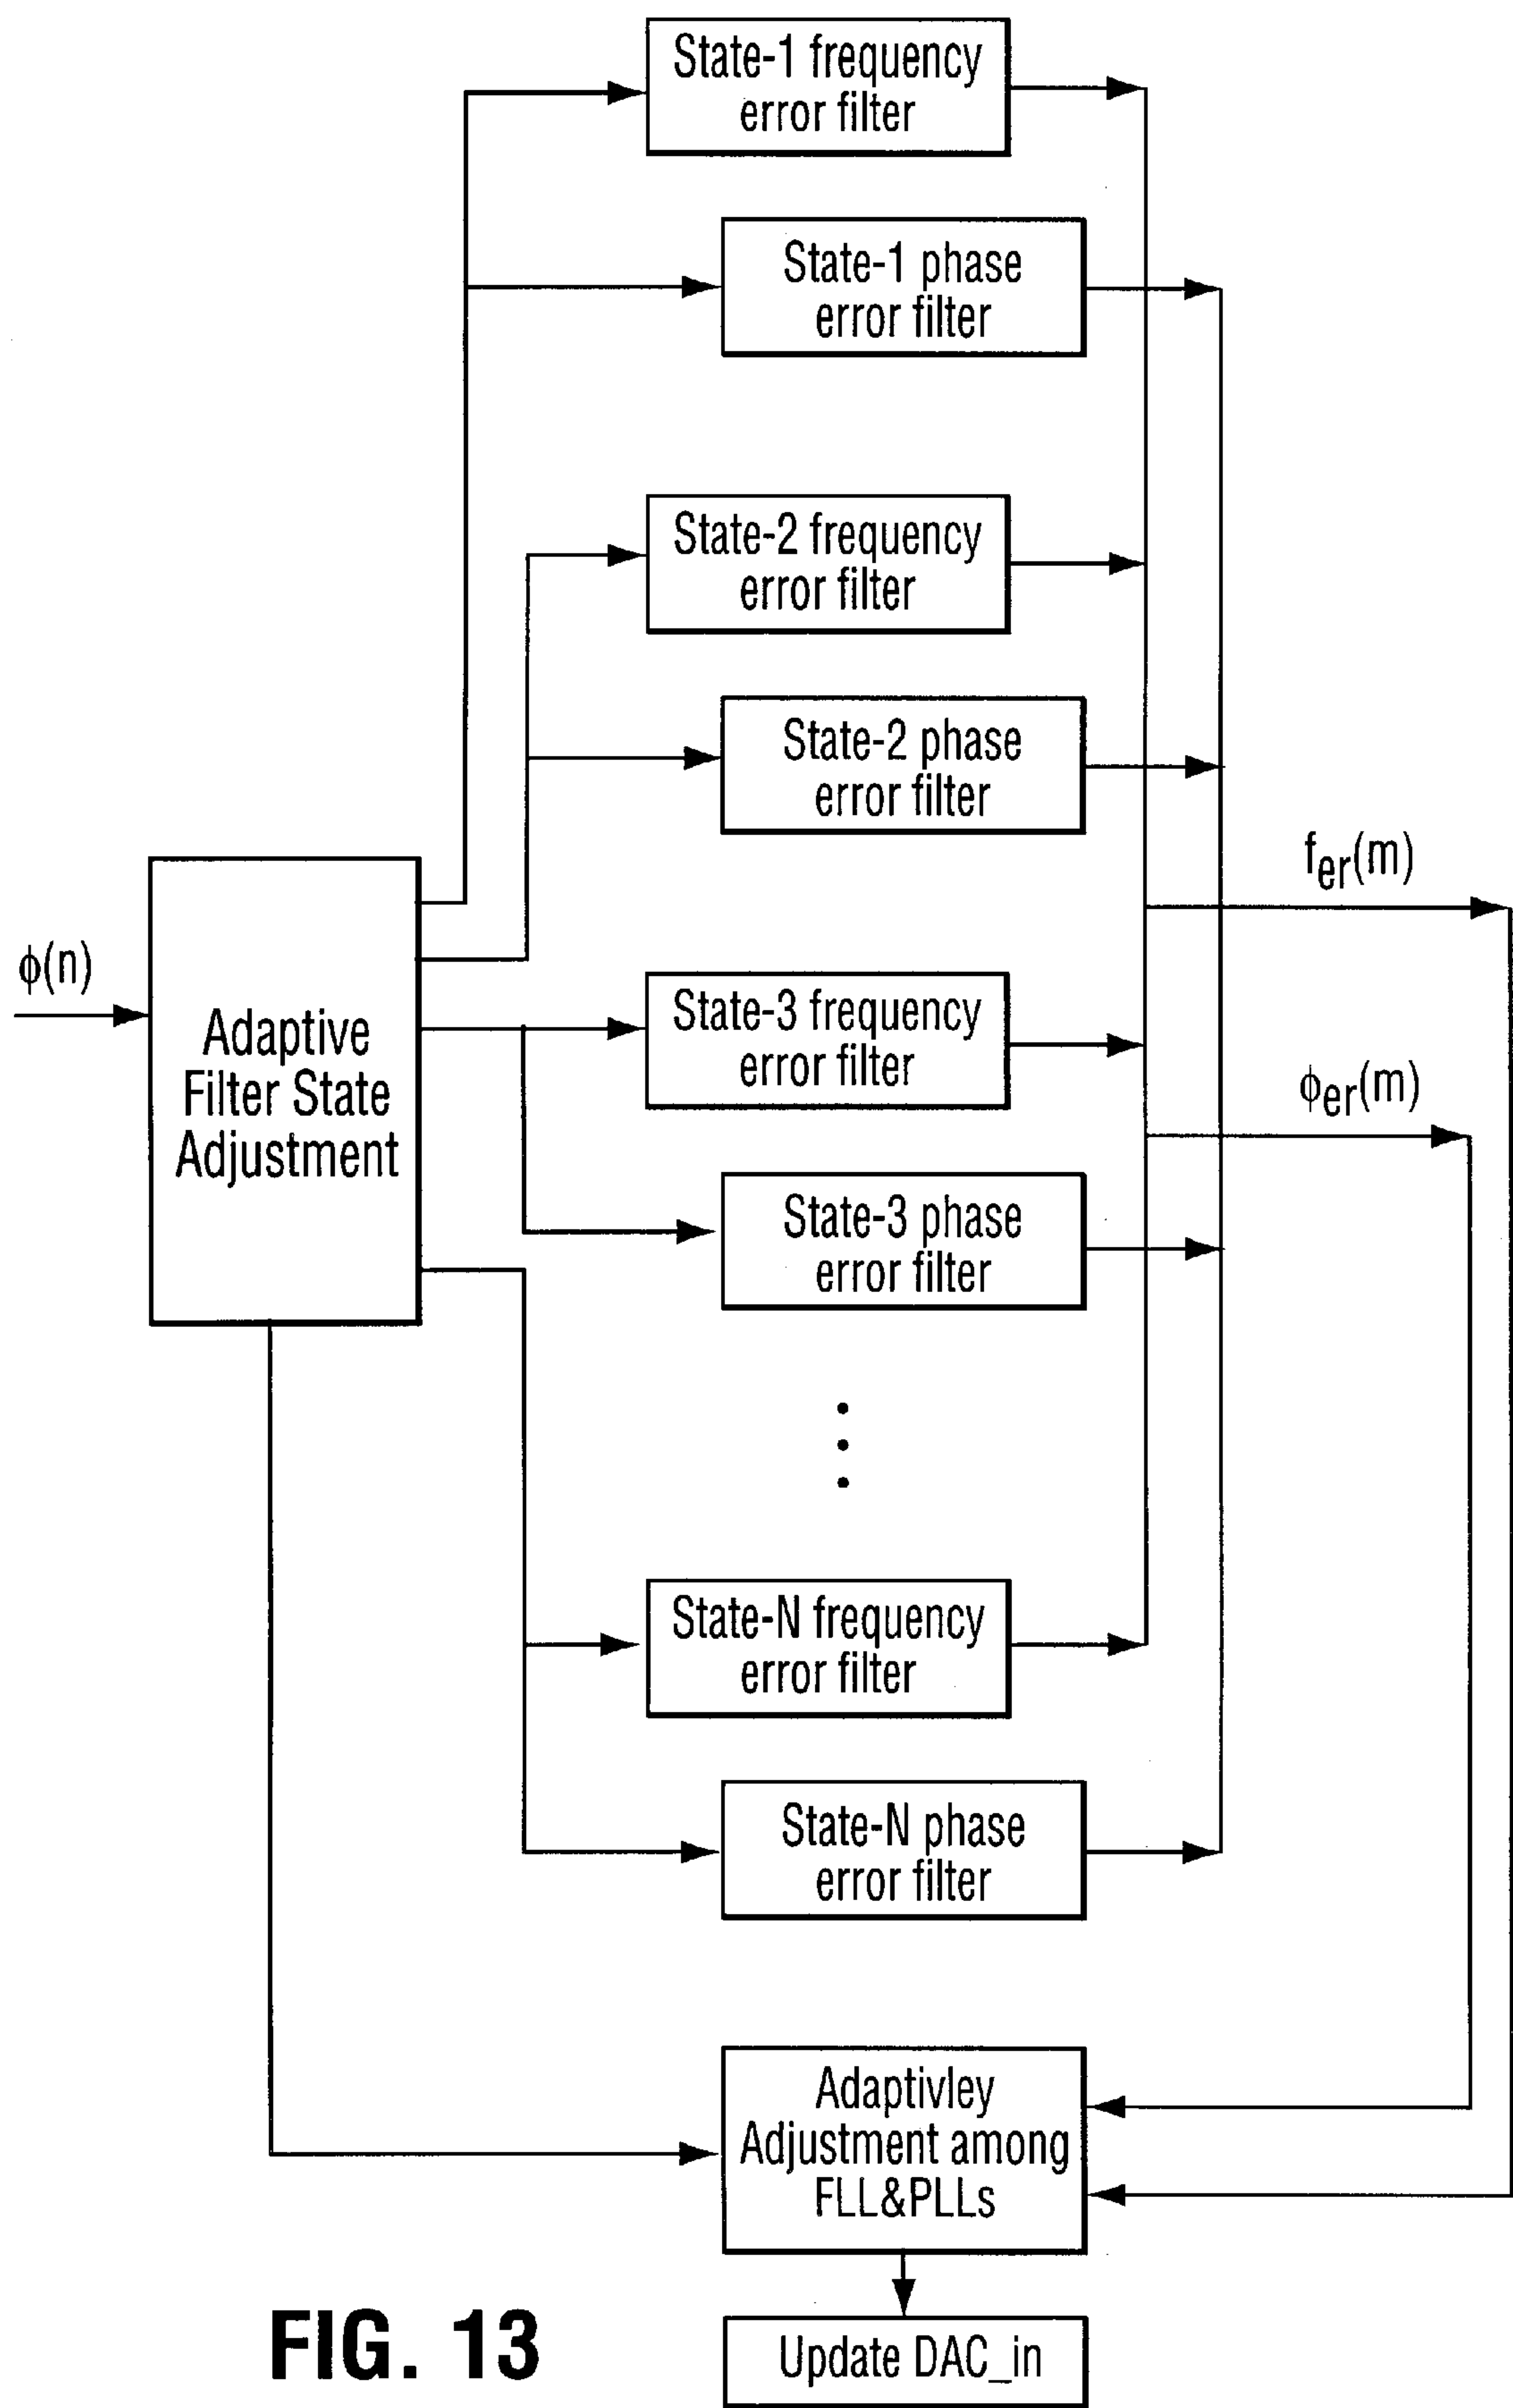 State-1 frequency
error filter
State-1 phase
error filter
State-2 frequency
error filter
State-2 phase
error filter
fer(m)
ϕ(n)
Adaptive
Filter State
Adjustment
State-3 frequency
error filter
ϕer(m)
State-3 phase
error filter
State-N frequency
error filter
State-N phase
error filter
Adaptivley
Adjustment among
FLL&PLLs
Update DAC_in
FIG. 13